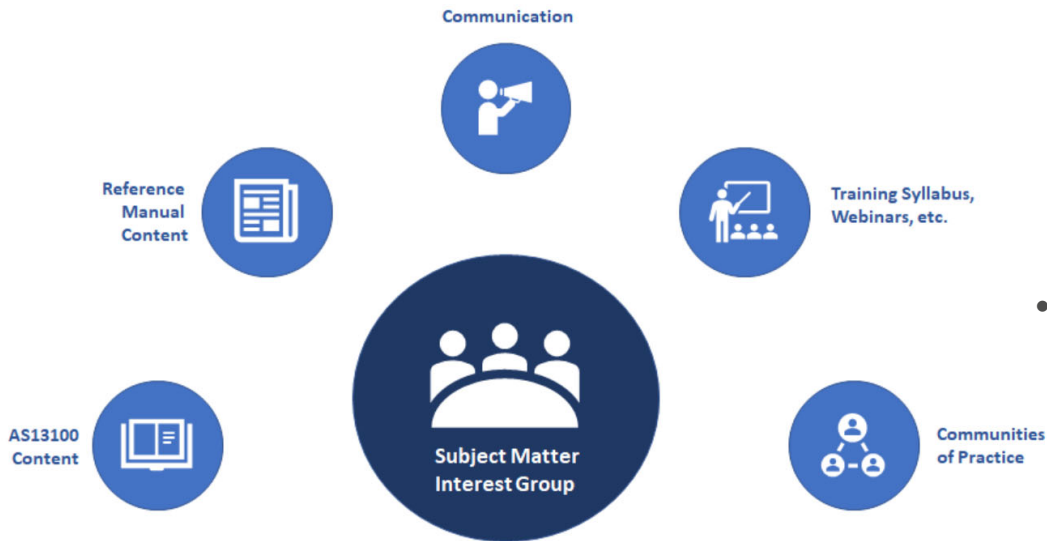 Communication
Reference
Manual
Content
Training Syllabus,
Webinars, etc.
AS13100
Content
Subject Matter
Interest Group
Communities
of Practice